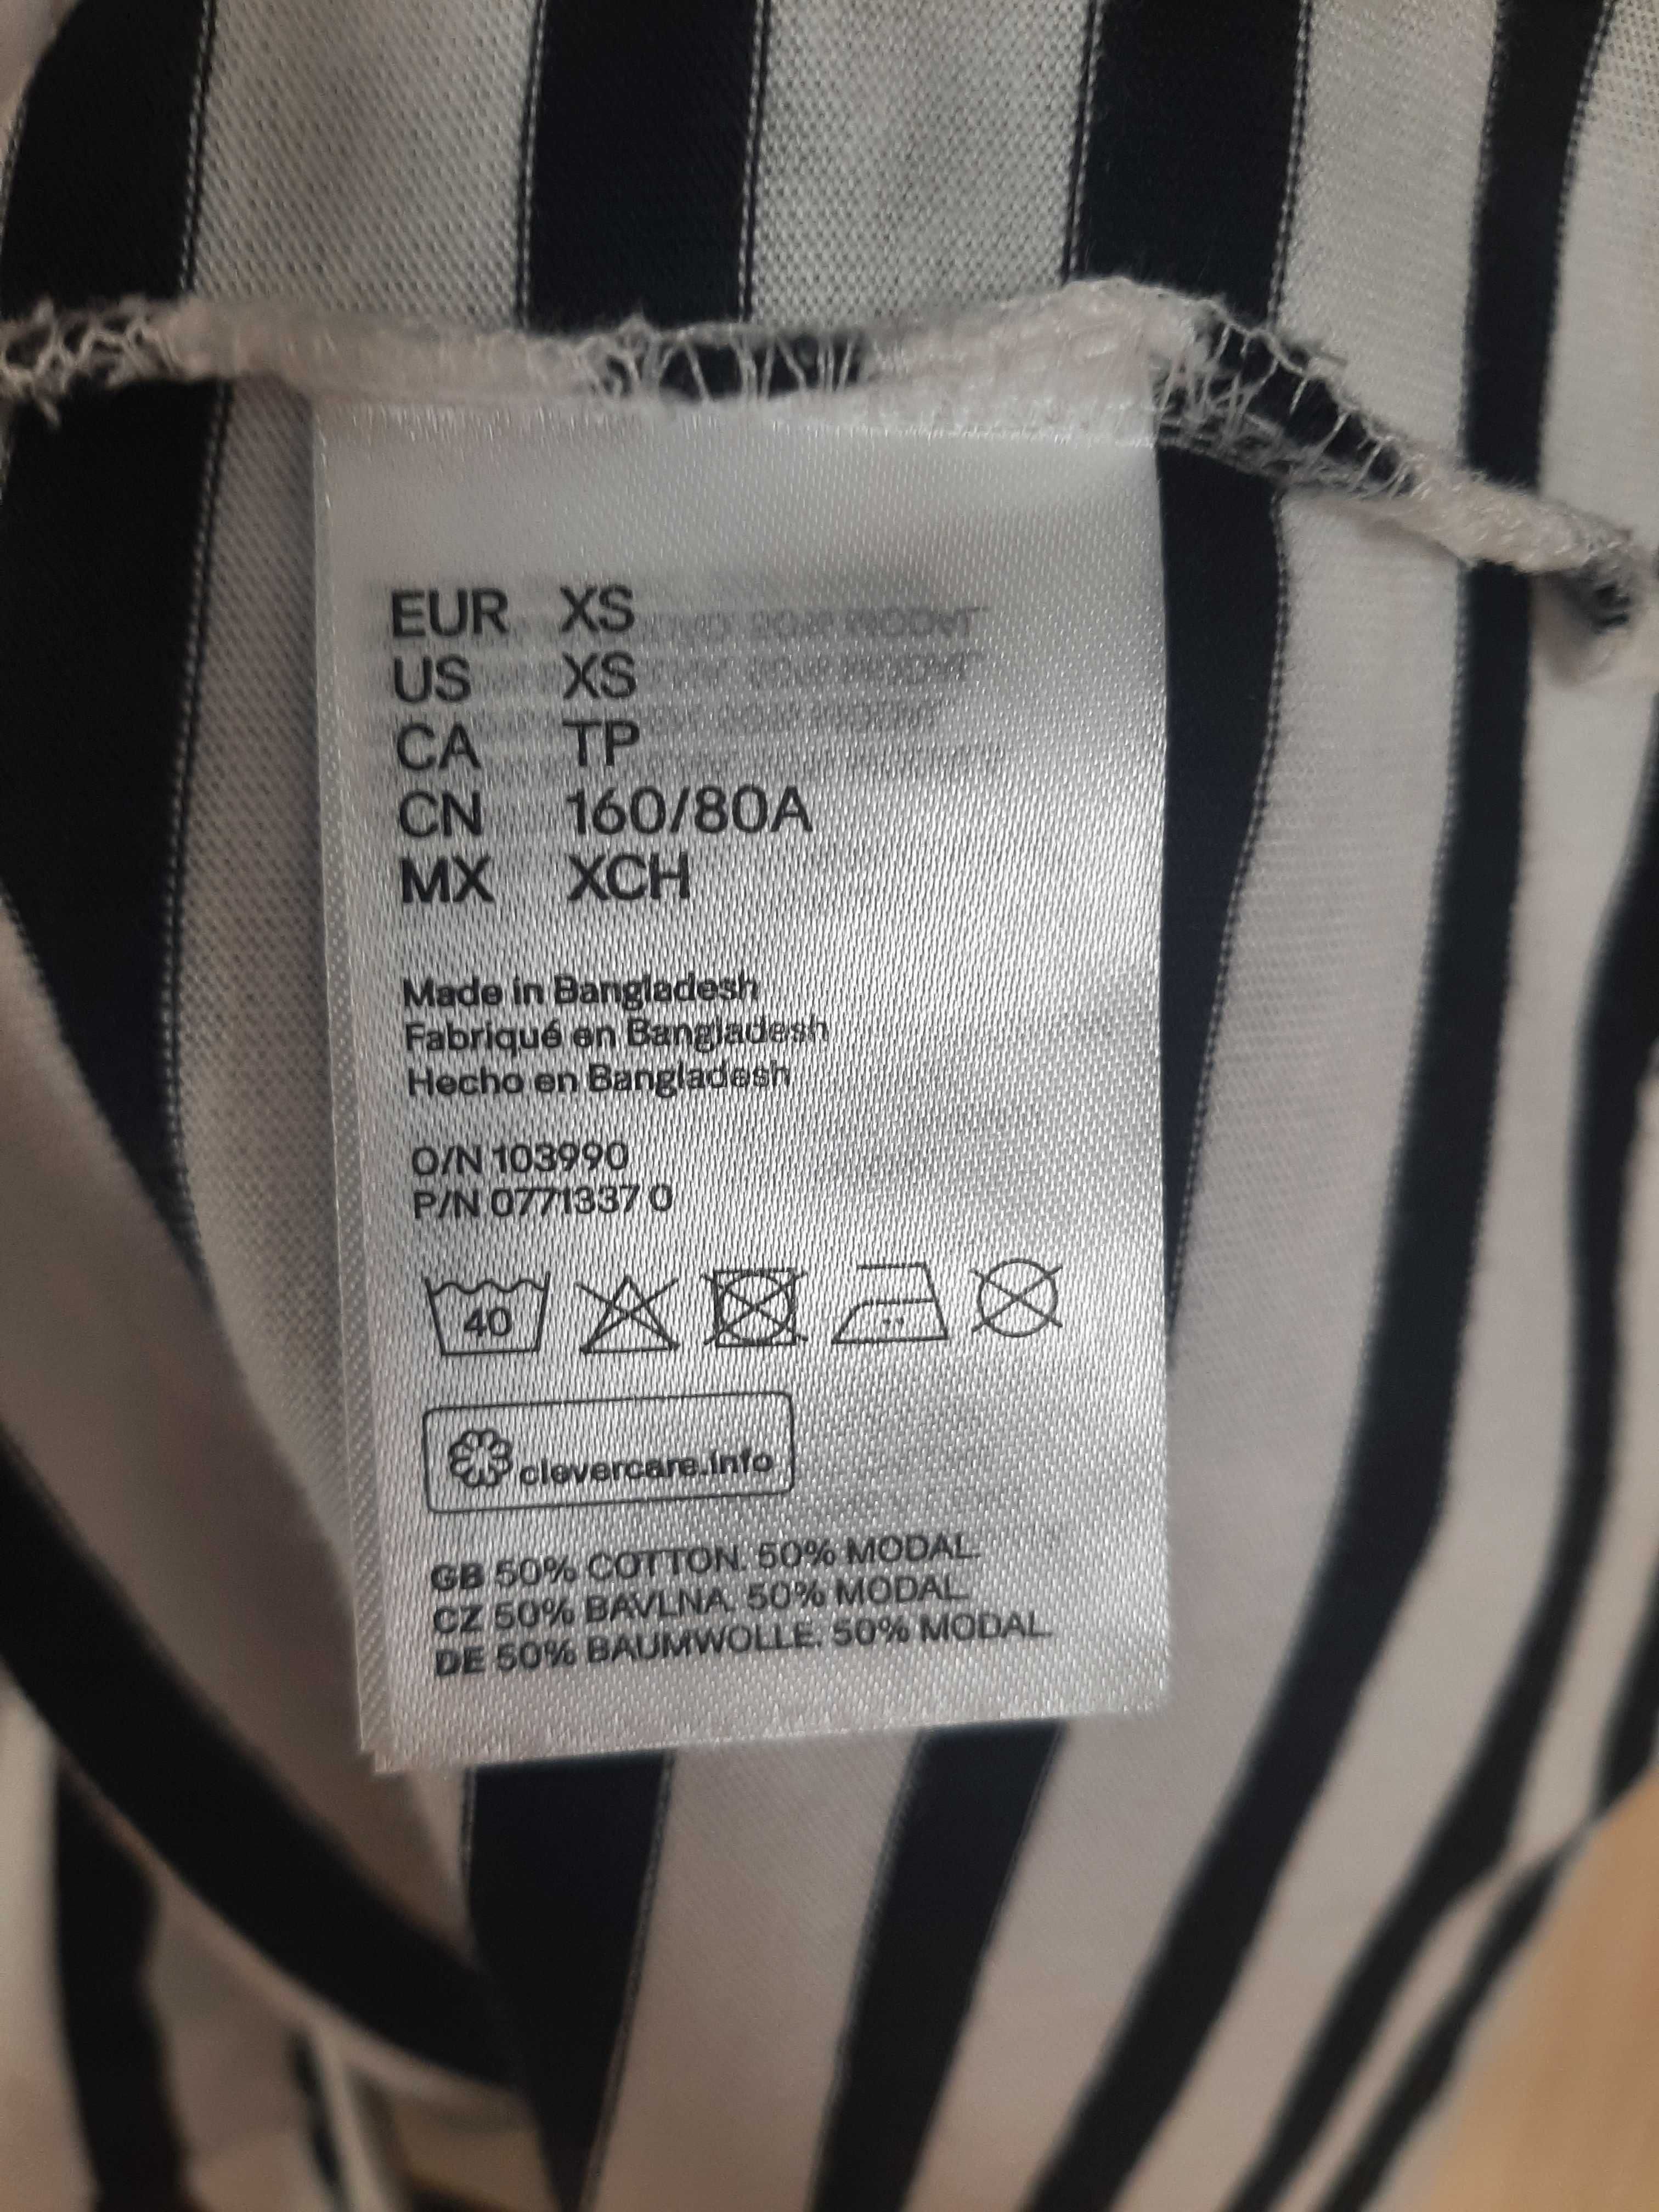 EUR XS
US XS
CA TP
CN 160/80A
MX XCH
Made in Bangladesh
Fabriqué en Bangladesh
Hecho en Bangladesh
O/N 103990
P/N 0771337 0
40
clevercare.info
GB 50% COTTON. 50% MODAL
CZ 50% BAVLNA. 50% MODAL
DE 50% BAUMWOLLE. 50% MODAL